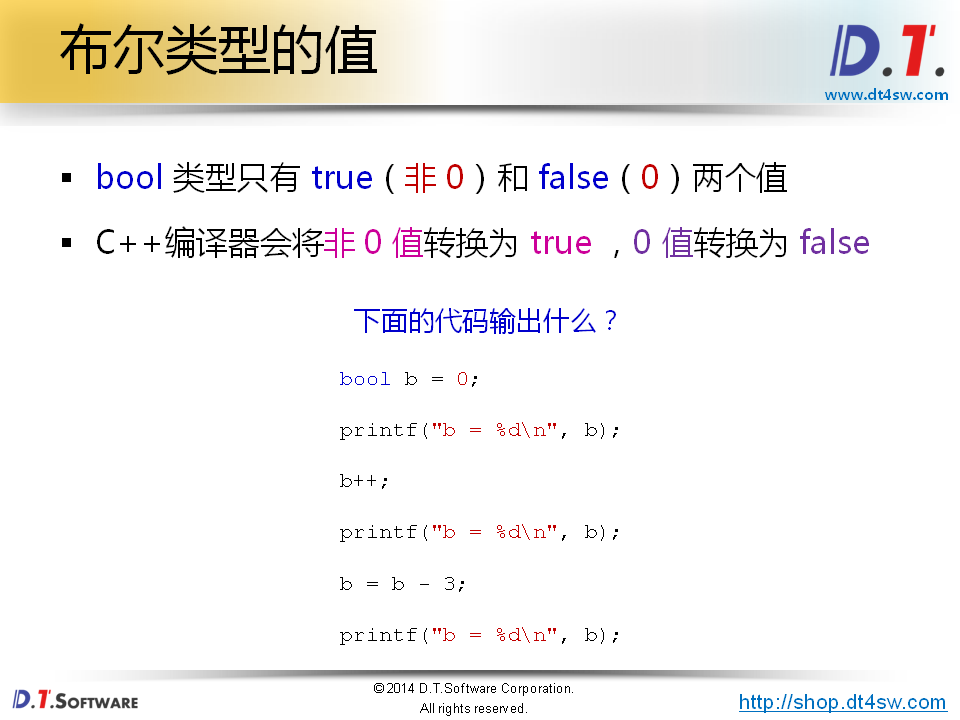 布尔类型的值
D.T.
www.dt4sw.com
▪ bool 类型只有 true（非 0）和 false（0）两个值
▪ C++编译器会将非 0 值转换为 true ，0 值转换为 false
下面的代码输出什么？
bool b = 0;
printf("b = %d\n", b);
b++;
printf("b = %d\n", b);
b = b - 3;
printf("b = %d\n", b);
D.T.SOFTWARE
©2014 D.T.Software Corporation.
All rights reserved.
http://shop.dt4sw.com